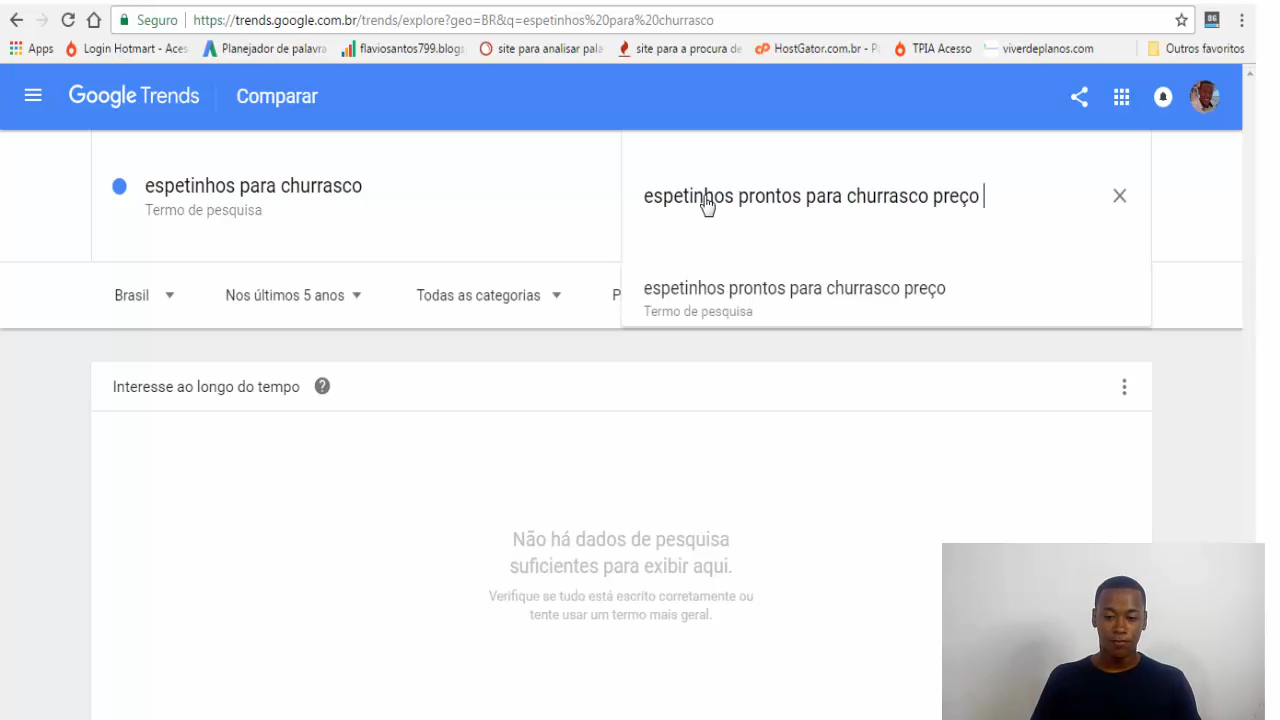 Seguro https://trends.google.com.br/trends/explore?geo=BR&q=espetinhos%20para%20churrasco
Apps Login Hotmart - Aces Planejador de palavra flaviosantos799.blogs site para analisar pala site para a procura de HostGator.com.br - P TPIA Acesso viverdeplanos.com Outros favoritos
Google Trends Comparar
espetinhos para churrasco
Termo de pesquisa
espetinhos prontos para churrasco preço
Brasil Nos últimos 5 anos Todas as categorias P
espetinhos prontos para churrasco preço
Termo de pesquisa
Interesse ao longo do tempo ?
Não há dados de pesquisa
suficientes para exibir aqui.
Verifique se tudo está escrito corretamente ou
tente usar um termo mais geral.